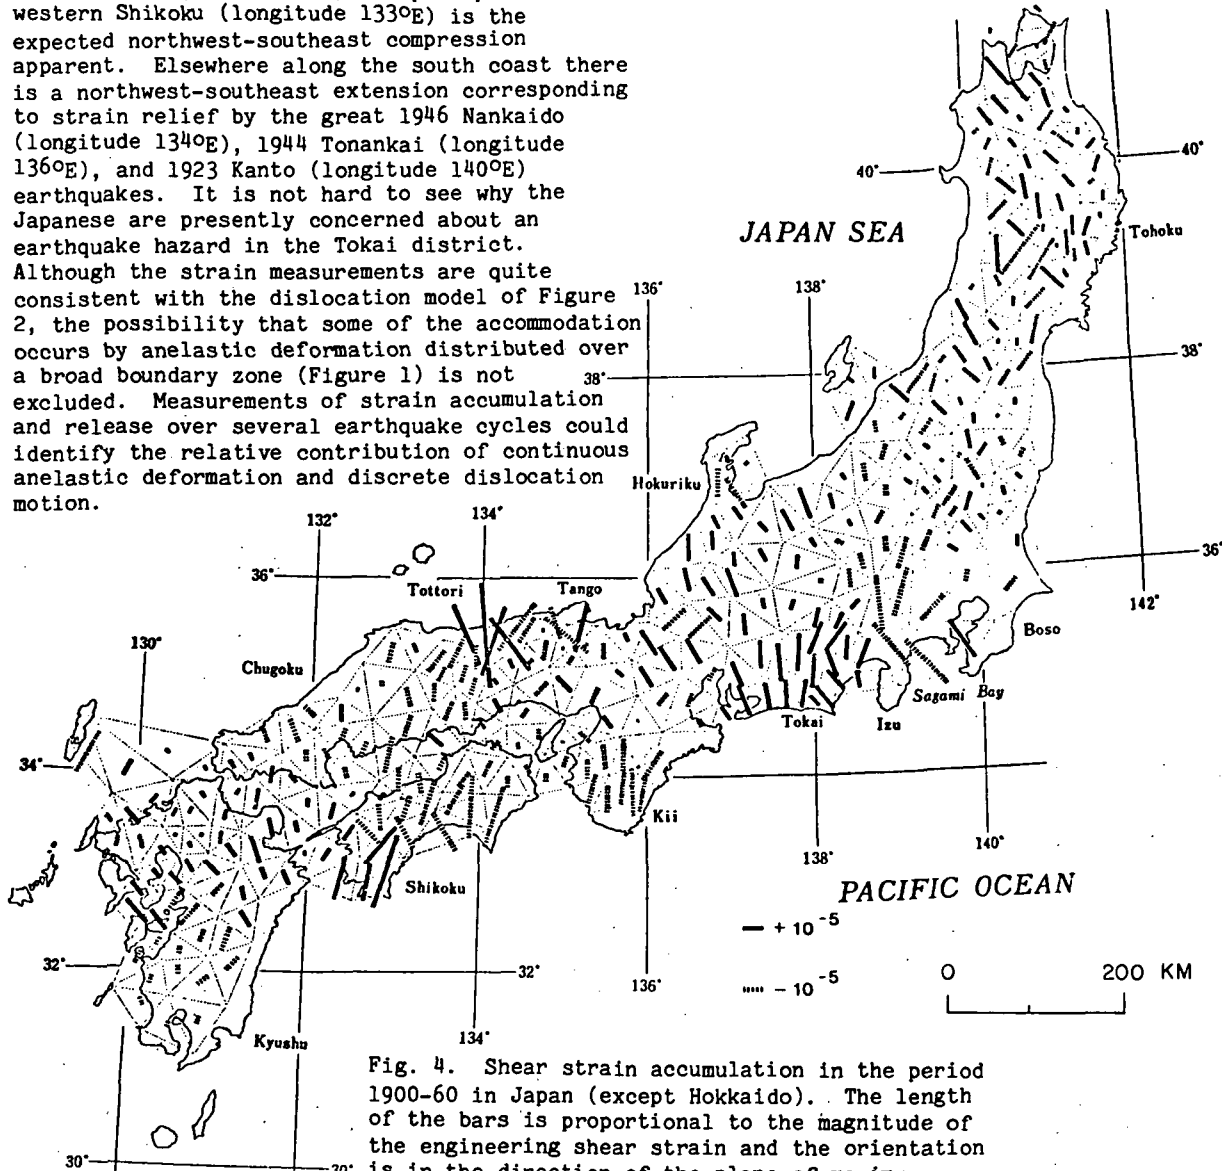 western Shikoku (longitude 133ºE) is the
expected northwest-southeast compression
apparent. Elsewhere along the south coast there
is a northwest-southeast extension corresponding
to strain relief by the great 1946 Nankaido
(longitude 134ºE), 1944 Tonankai (longitude
136ºE), and 1923 Kanto (longitude 140ºE)
earthquakes. It is not hard to see why the
Japanese are presently concerned about an
earthquake hazard in the Tokai district.
Although the strain measurements are quite
consistent with the dislocation model of Figure
2, the possibility that some of the accommodation
occurs by anelastic deformation distributed over
a broad boundary zone (Figure 1) is not
excluded. Measurements of strain accumulation
and release over several earthquake cycles could
identify the relative contribution of continuous
anelastic deformation and discrete dislocation
motion.
40°
40°
JAPAN SEA
Tohoku
136°
138°
38°
38°
Hokuriku
132°
134°
36°
36°
Tottori
Tango
142°
130°
Chugoku
Boso
Sagami Bay
Tokai
Izu
34°
Kii
138°
140°
Shikoku
PACIFIC OCEAN
+ 10-5
32°
32°
136°
- 10-5
0 200 KM
Kyushu
134°
Fig. 4. Shear strain accumulation in the period
1900-60 in Japan (except Hokkaido). The length
of the bars is proportional to the magnitude of
the engineering shear strain and the orientation
30°
is in the direction of the plane of